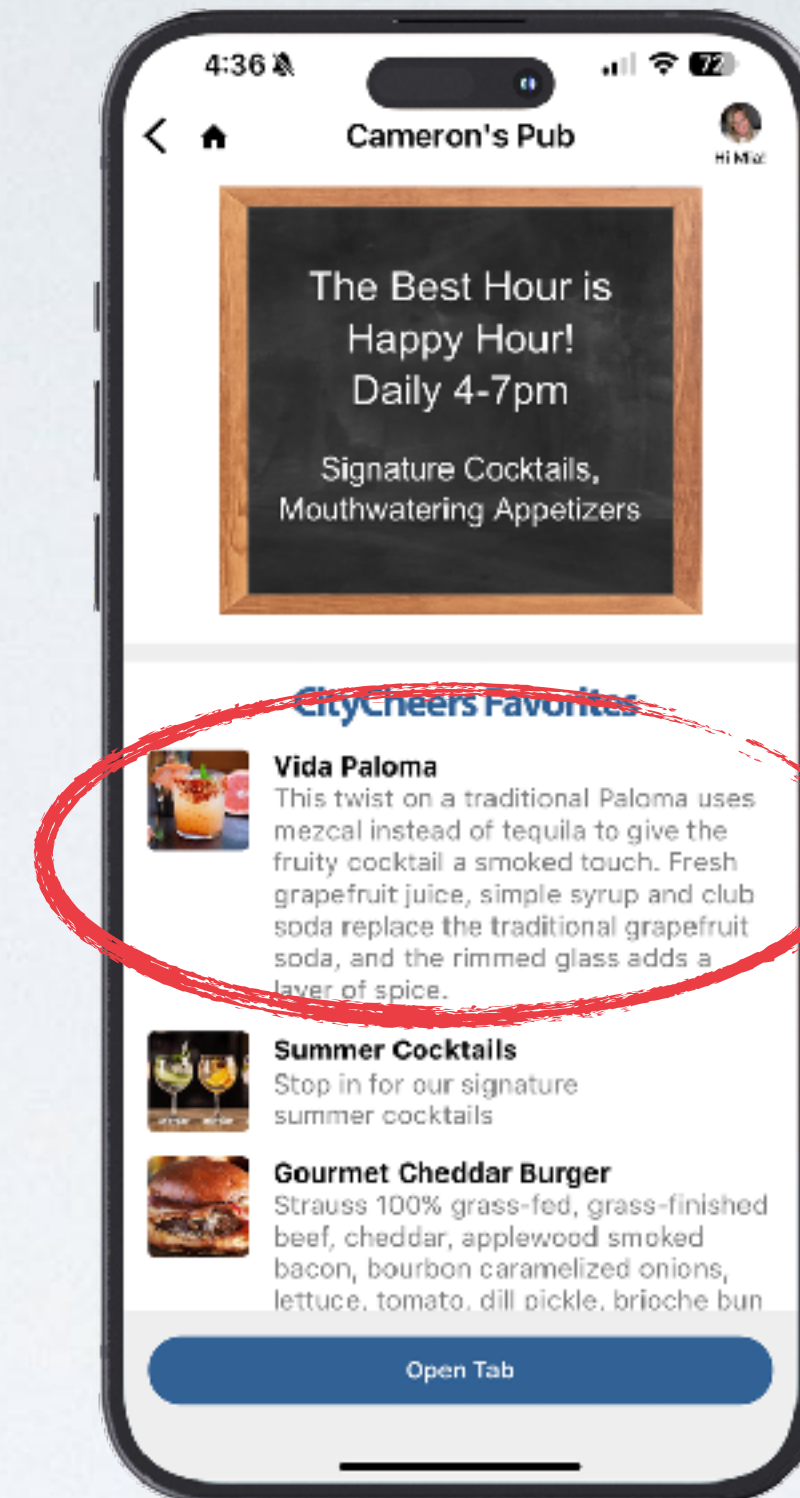 4:36
72
Cameron's Pub
Hi Mia!
The Best Hour is
Happy Hour!
Daily 4-7pm
Signature Cocktails,
Mouthwatering Appetizers
CityCheers Favorites
Vida Paloma
This twist on a traditional Paloma uses
mezcal instead of tequila to give the
fruity cocktail a smoked touch. Fresh
grapefruit juice, simple syrup and club
soda replace the traditional grapefruit
soda, and the rimmed glass adds a
layer of spice.
Summer Cocktails
Stop in for our signature
summer cocktails
Gourmet Cheddar Burger
Strauss 100% grass-fed, grass-finished
beef, cheddar, applewood smoked
bacon, bourbon caramelized onions,
lettuce, tomato, dill pickle, brioche bun
Open Tab